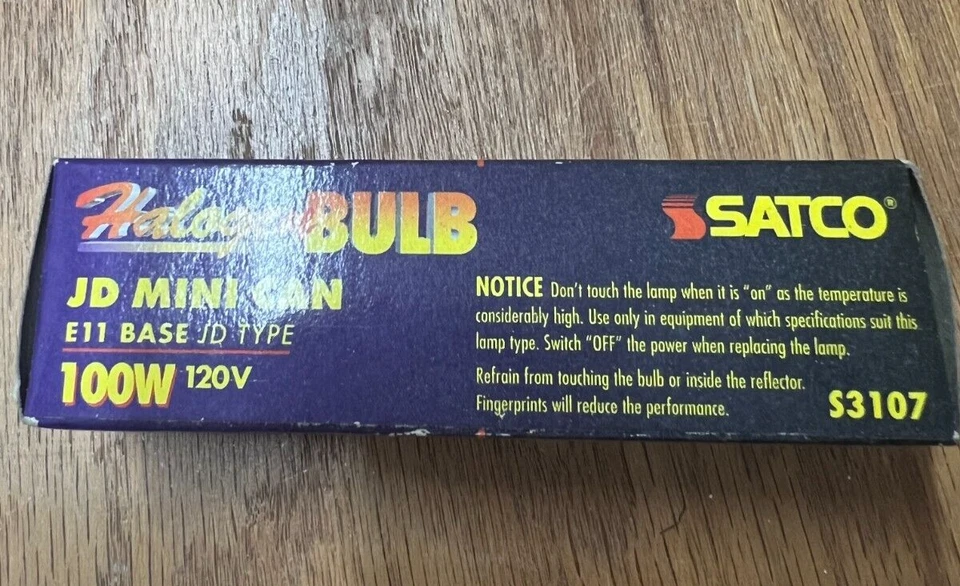 Halogen BULB
SATCO®
JD MINI CAN
E11 BASE JD TYPE
100W 120V
NOTICE Don't touch the lamp when it is "on" as the temperature is
considerably high. Use only in equipment of which specifications suit this
lamp type. Switch "OFF" the power when replacing the lamp.
Refrain from touching the bulb or inside the reflector.
Fingerprints will reduce the performance.
S3107